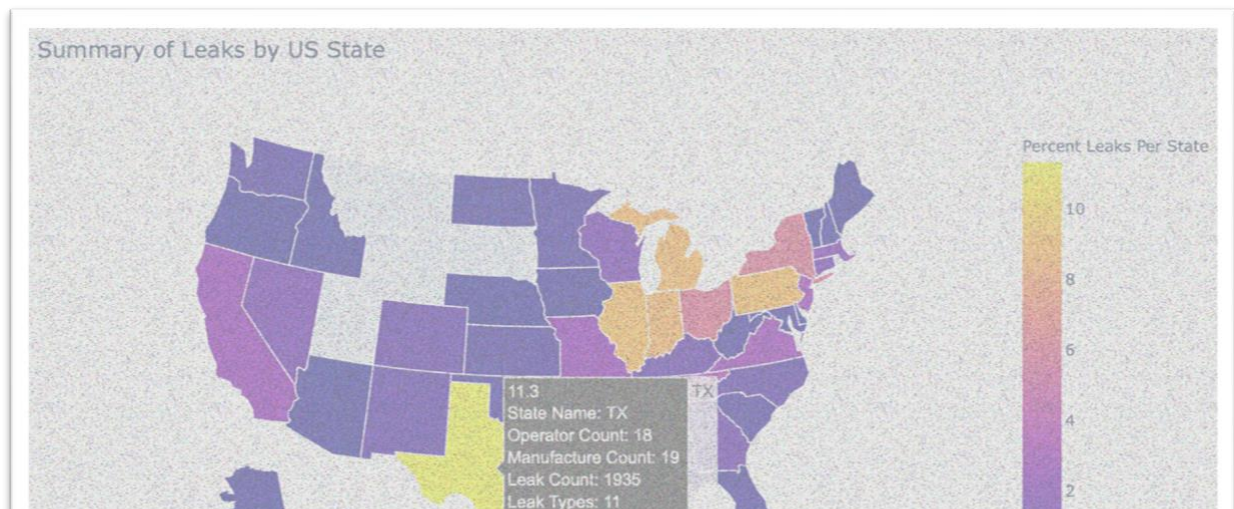 Summary of Leaks by US State
Percent Leaks Per State
10
8
6
4
2
11.3
State Name: TX
Operator Count: 18
Manufacture Count: 19
Leak Count: 1935
Leak Types: 11
TX